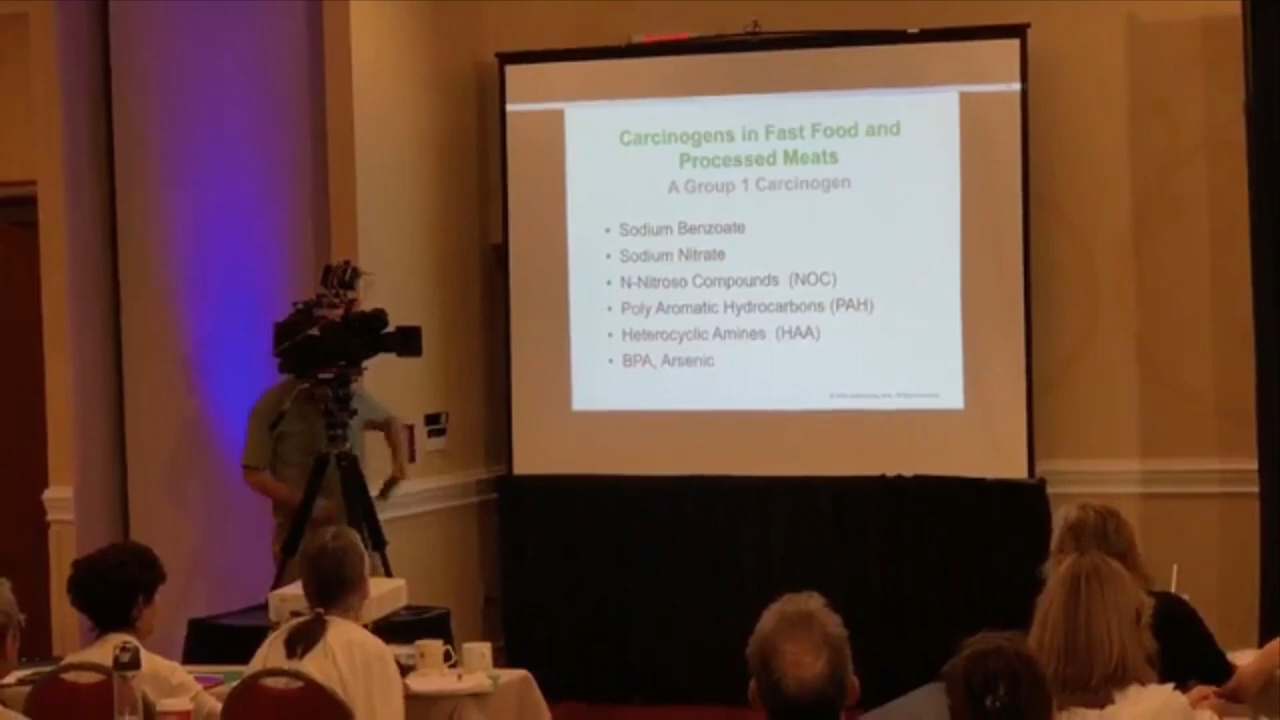 Carcinogens in Fast Food and
Processed Meats
A Group 1 Carcinogen
• Sodium Benzoate
• Sodium Nitrate
• N-Nitroso Compounds (NOC)
• Poly Aromatic Hydrocarbons (PAH)
• Heterocyclic Amines (HAA)
• BPA, Arsenic